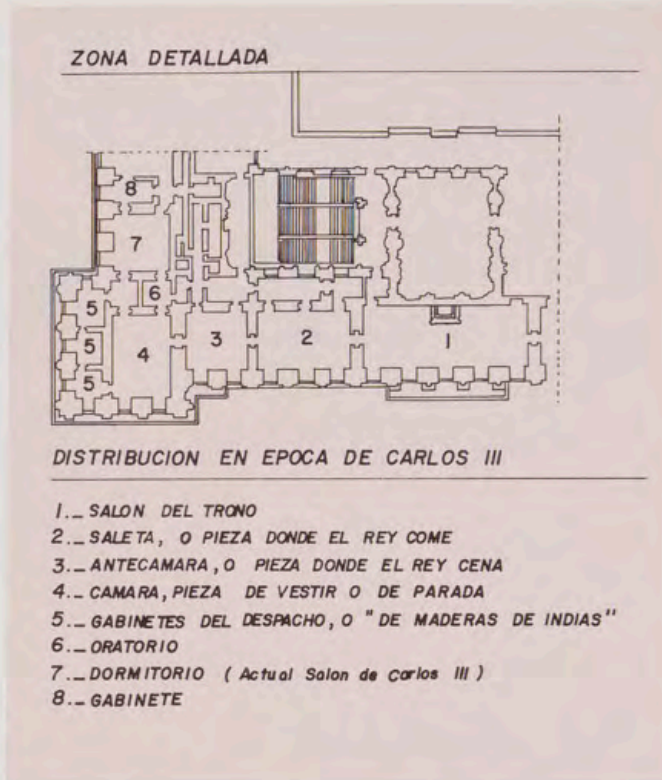 ZONA DETALLADA
8
7
6
5
5
5
4
3
2
1
DISTRIBUCION EN EPOCA DE CARLOS III
1._ SALON DEL TRONO
2._ SALETA, O PIEZA DONDE EL REY COME
3._ ANTECAMARA, O PIEZA DONDE EL REY CENA
4._ CAMARA, PIEZA DE VESTIR O DE PARADA
5._ GABINETES DEL DESPACHO, O "DE MADERAS DE INDIAS"
6._ ORATORIO
7._ DORMITORIO (Actual Salon de carlos III)
8._ GABINETE